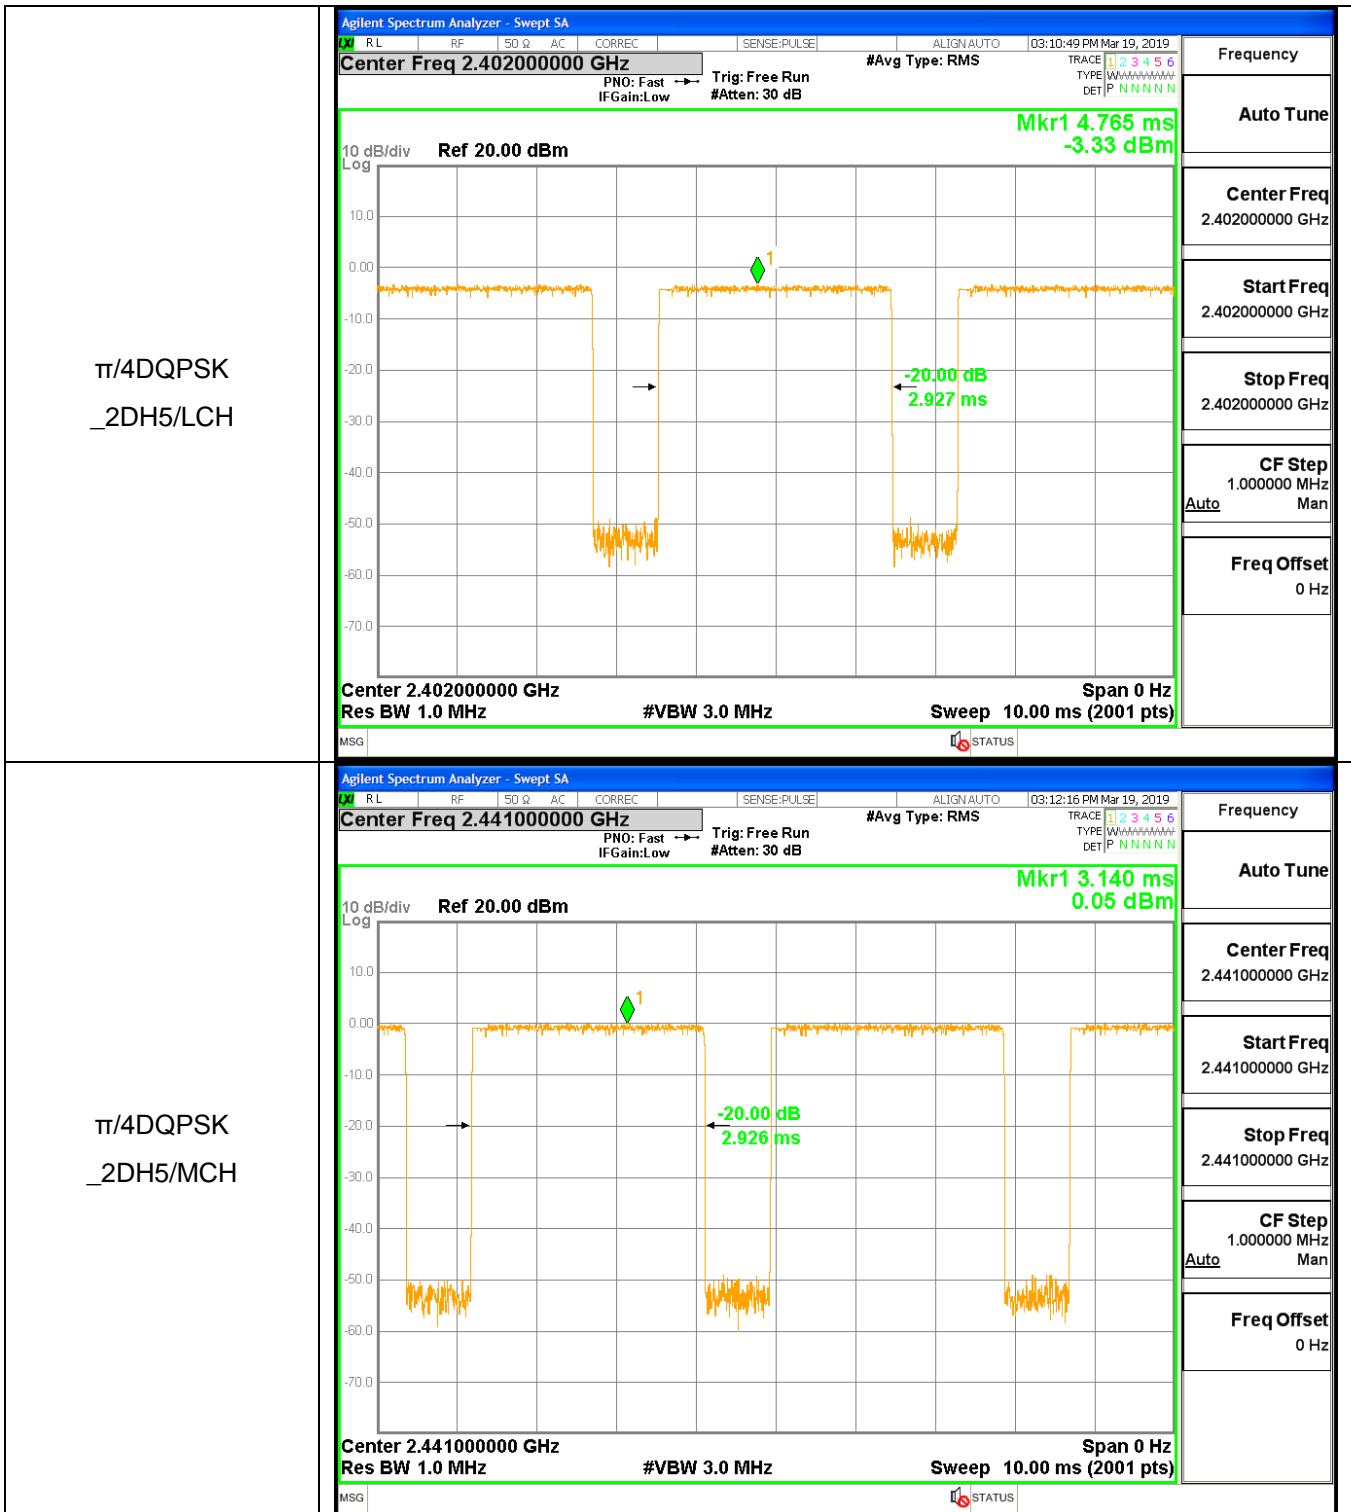 π/4DQPSK
_2DH5/LCH
Agilent Spectrum Analyzer - Swept SA
LXI RL RF 50 Ω AC CORREC SENSE:PULSE ALIGNAUTO 03:10:49 PM Mar 19, 2019
Center Freq 2.402000000 GHz #Avg Type: RMS TRACE 1 2 3 4 5 6
PNO: Fast Trig: Free Run TYPE
IFGain:Low #Atten: 30 dB DET P N N N N N
Mkr1 4.765 ms
10 dB/div Ref 20.00 dBm -3.33 dBm
Log
10.0
1
0.00
-10.0
-20.0
-20.00 dB
2.927 ms
-30.0
-40.0
-50.0
-60.0
-70.0
Center 2.402000000 GHz Span 0 Hz
Res BW 1.0 MHz #VBW 3.0 MHz Sweep 10.00 ms (2001 pts)
MSG STATUS
Frequency
Auto Tune
Center Freq
2.402000000 GHz
Start Freq
2.402000000 GHz
Stop Freq
2.402000000 GHz
CF Step
1.000000 MHz
Auto Man
Freq Offset
0 Hz
π/4DQPSK
_2DH5/MCH
Agilent Spectrum Analyzer - Swept SA
LXI RL RF 50 Ω AC CORREC SENSE:PULSE ALIGNAUTO 03:12:16 PM Mar 19, 2019
Center Freq 2.441000000 GHz #Avg Type: RMS TRACE 1 2 3 4 5 6
PNO: Fast Trig: Free Run TYPE
IFGain:Low #Atten: 30 dB DET P N N N N N
Mkr1 3.140 ms
10 dB/div Ref 20.00 dBm 0.05 dBm
Log
10.0
1
0.00
-10.0
-20.0
-20.00 dB
2.926 ms
-30.0
-40.0
-50.0
-60.0
-70.0
Center 2.441000000 GHz Span 0 Hz
Res BW 1.0 MHz #VBW 3.0 MHz Sweep 10.00 ms (2001 pts)
MSG STATUS
Frequency
Auto Tune
Center Freq
2.441000000 GHz
Start Freq
2.441000000 GHz
Stop Freq
2.441000000 GHz
CF Step
1.000000 MHz
Auto Man
Freq Offset
0 Hz